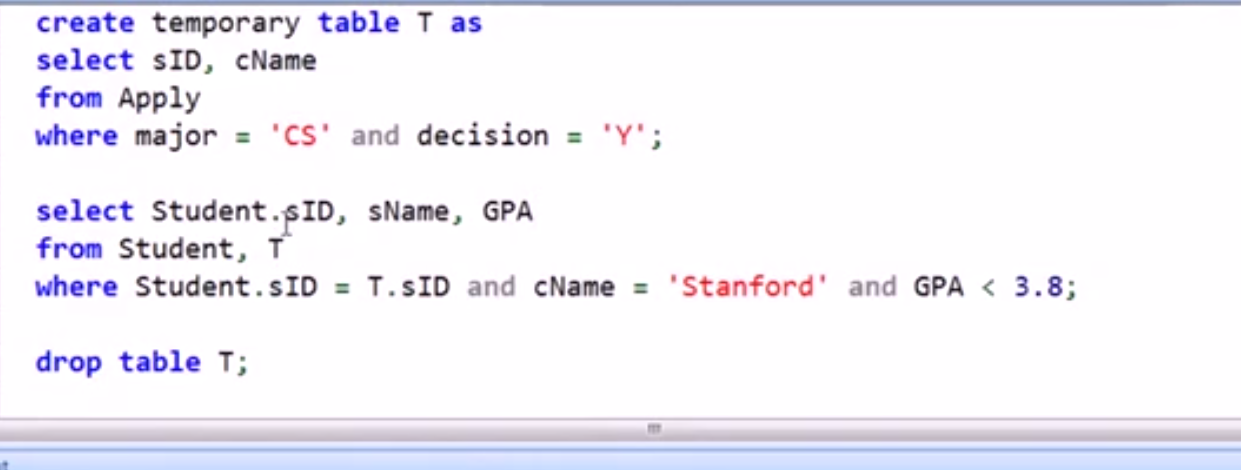 create temporary table T as
select sID, cName
from Apply
where major = 'CS' and decision = 'Y';
select Student.sID, sName, GPA
from Student, T
where Student.sID = T.sID and cName = 'Stanford' and GPA < 3.8;
drop table T;